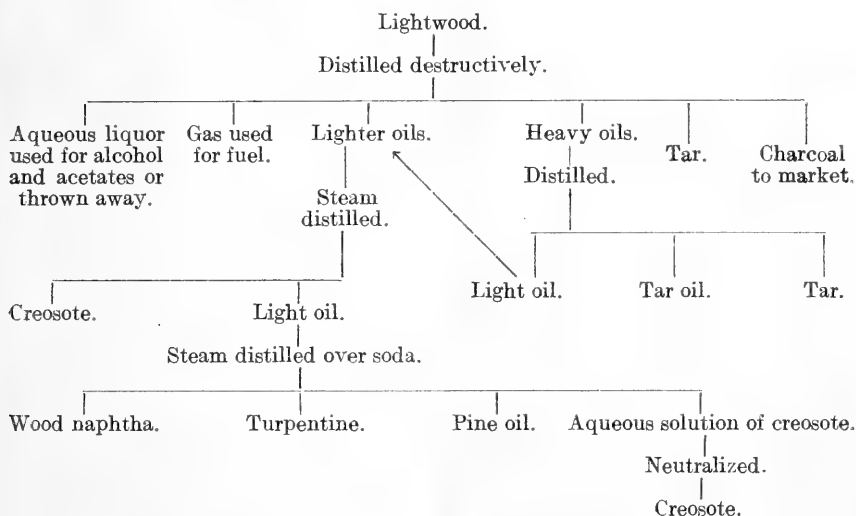 Lightwood.
Distilled destructively.
Aqueous liquor
used for alcohol
and acetates or
thrown away.
Gas used
for fuel.
Lighter oils.
Heavy oils.
Tar.
Charcoal
to market.
Distilled.
Steam
distilled.
Light oil.
Tar oil.
Tar.
Creosote.
Light oil.
Steam distilled over soda.
Wood naphtha.
Turpentine.
Pine oil.
Aqueous solution of creosote.
Neutralized.
Creosote.